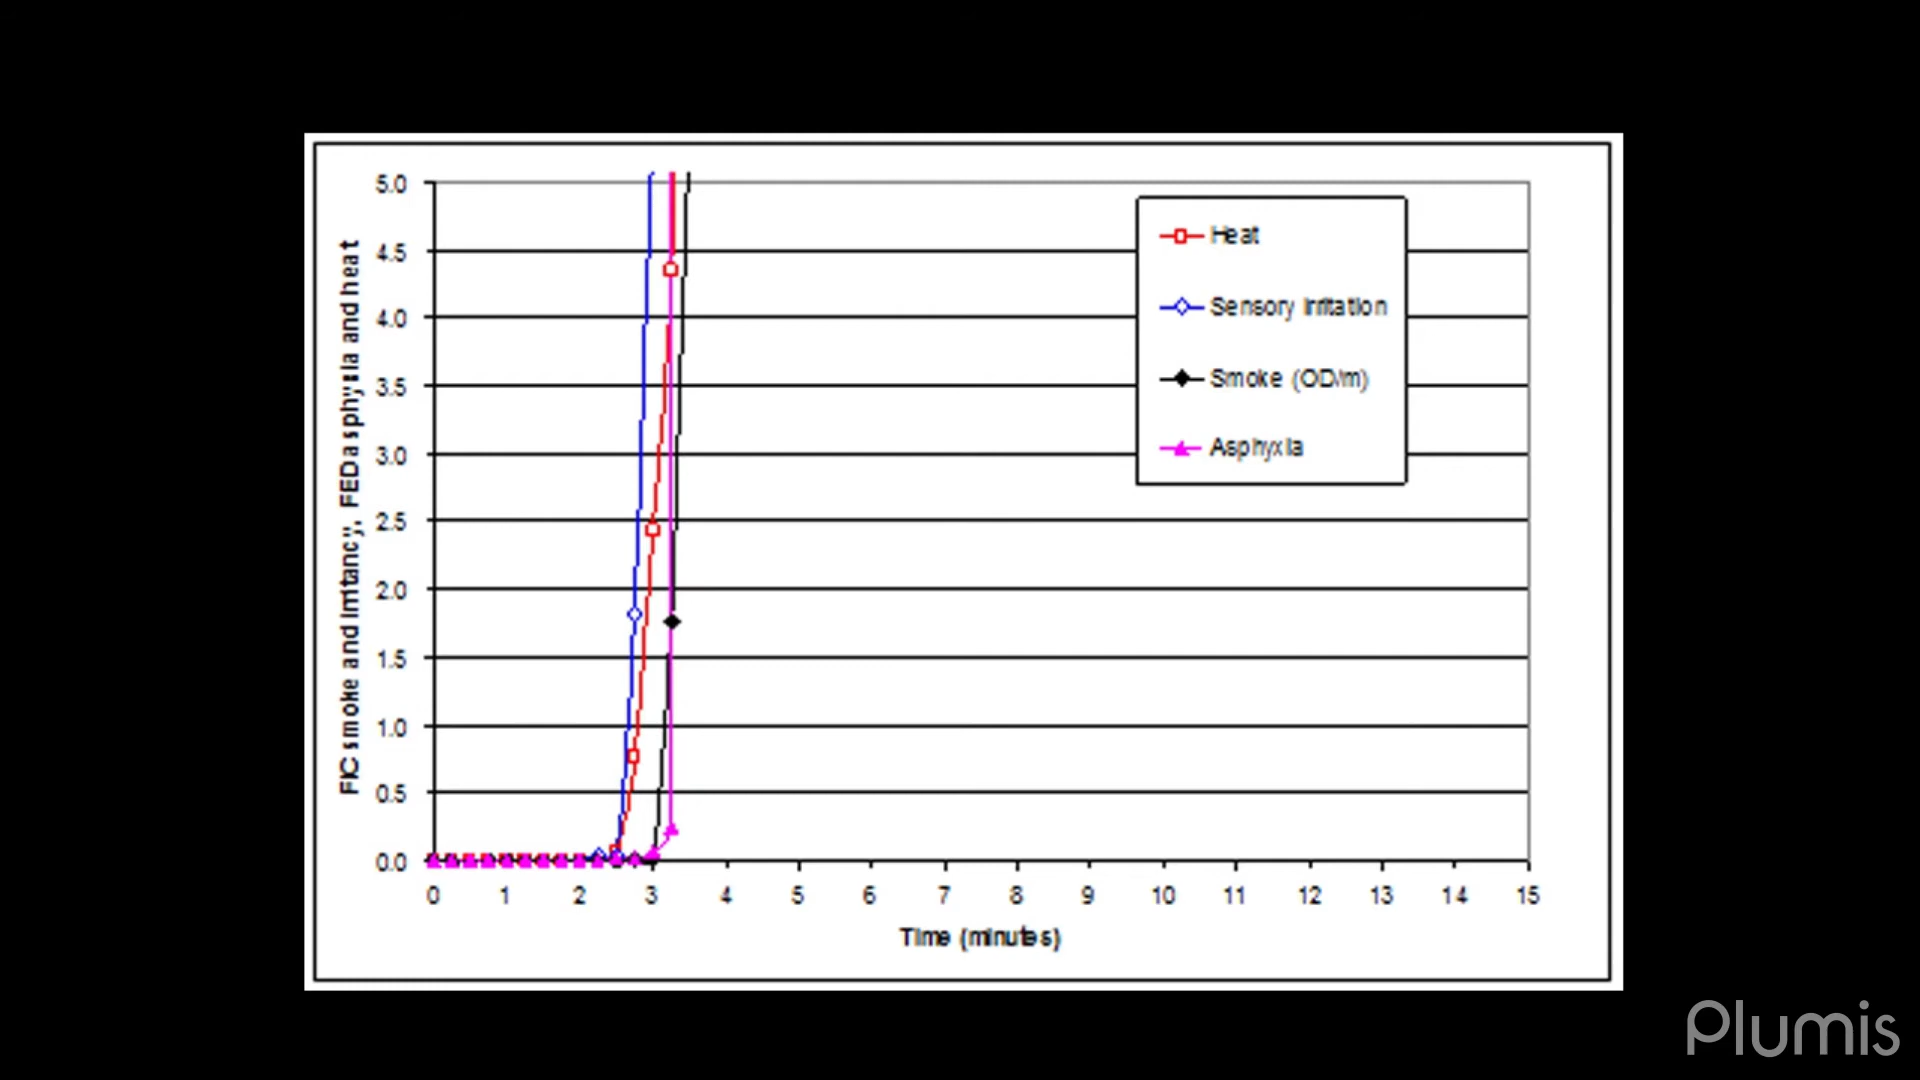 5.0
4.5
4.0
3.5
3.0
2.5
2.0
1.5
1.0
0.5
0.0
FIC smoke and irritancy, FED asphyxia and heat
0 1 2 3 4 5 6 7 8 9 10 11 12 13 14 15
Time (minutes)
Heat
Sensory irritation
Smoke (OD/m)
Asphyxia
Plumis